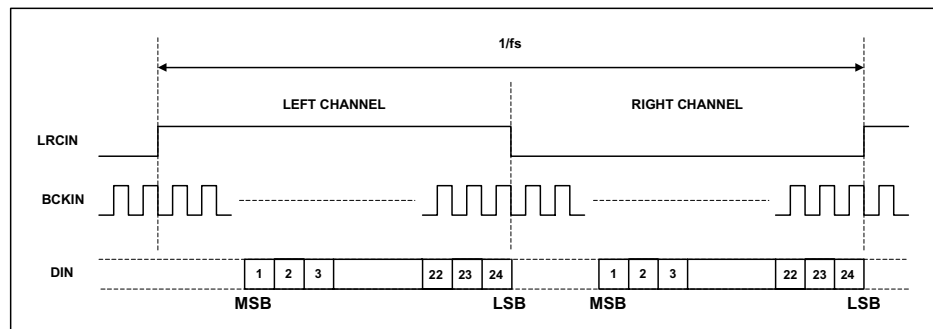 1/fs
LEFT CHANNEL RIGHT CHANNEL
LRCIN
BCKIN
DIN 1 2 3 22 23 24 1 2 3 22 23 24
MSB LSB MSB LSB